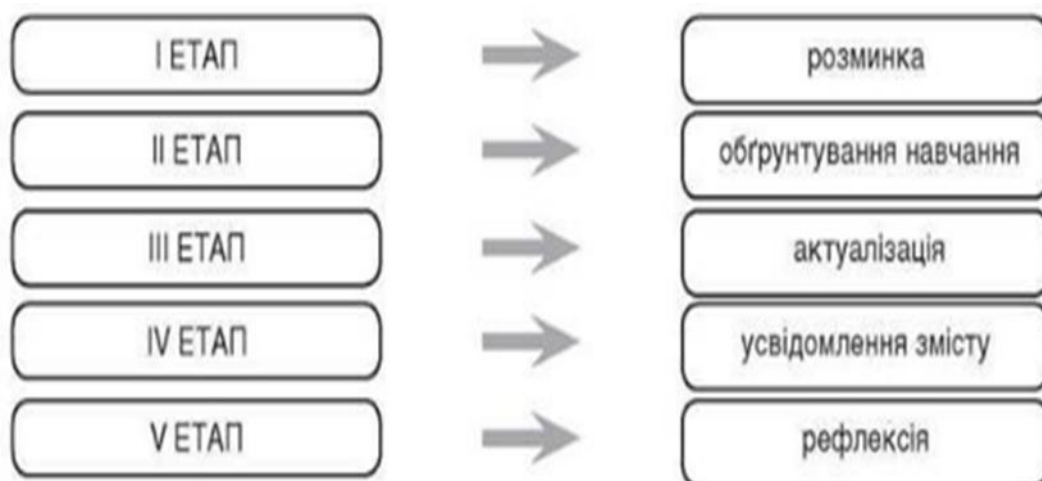 І ЕТАП
розминка
ІІ ЕТАП
обґрунтування навчання
ІІІ ЕТАП
актуалізація
IV ЕТАП
усвідомлення змісту
V ЕТАП
рефлексія